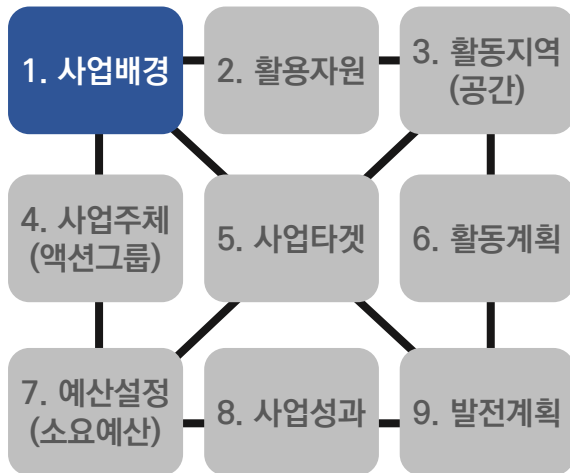 1. 사업배경
2. 활용자원
3. 활동지역
(공간)
4. 사업주체
(액션그룹)
5. 사업타겟
6. 활동계획
7. 예산설정
(소요예산)
8. 사업성과
9. 발전계획